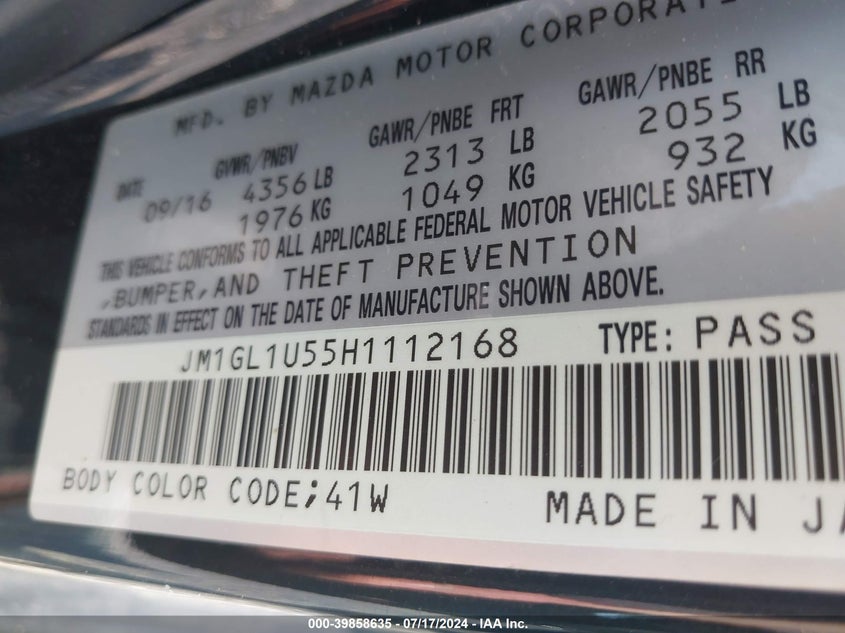 MFD. BY MAZDA MOTOR CORPORATI
DATE GVWR/PNBV GAWR/PNBE FRT GAWR/PNBE RR
09/16 4356 LB 2313 LB 2055 LB
1976 KG 1049 KG 932 KG
THIS VEHICLE CONFORMS TO ALL APPLICABLE FEDERAL MOTOR VEHICLE SAFETY
,BUMPER,AND THEFT PREVENTION
STANDARDS IN EFFECT ON THE DATE OF MANUFACTURE SHOWN ABOVE.
JM1GL1U55H1112168 TYPE: PASS
BODY COLOR CODE;41W MADE IN JA
000-39858635 - 07/17/2024 - IAA Inc.